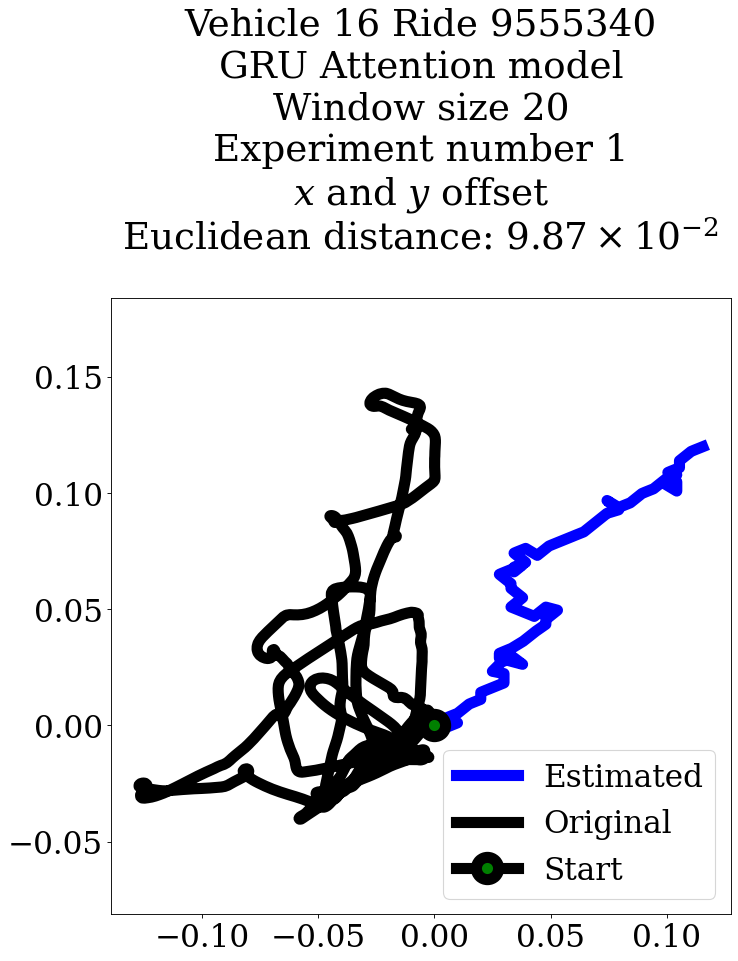 Vehicle 16 Ride 9555340
GRU Attention model
Window size 20
Experiment number 1
x and y offset
Euclidean distance: 9.87 × 10⁻²
0.15
0.10
0.05
0.00
−0.05
Estimated
Original
Start
−0.10 −0.05 0.00 0.05 0.10